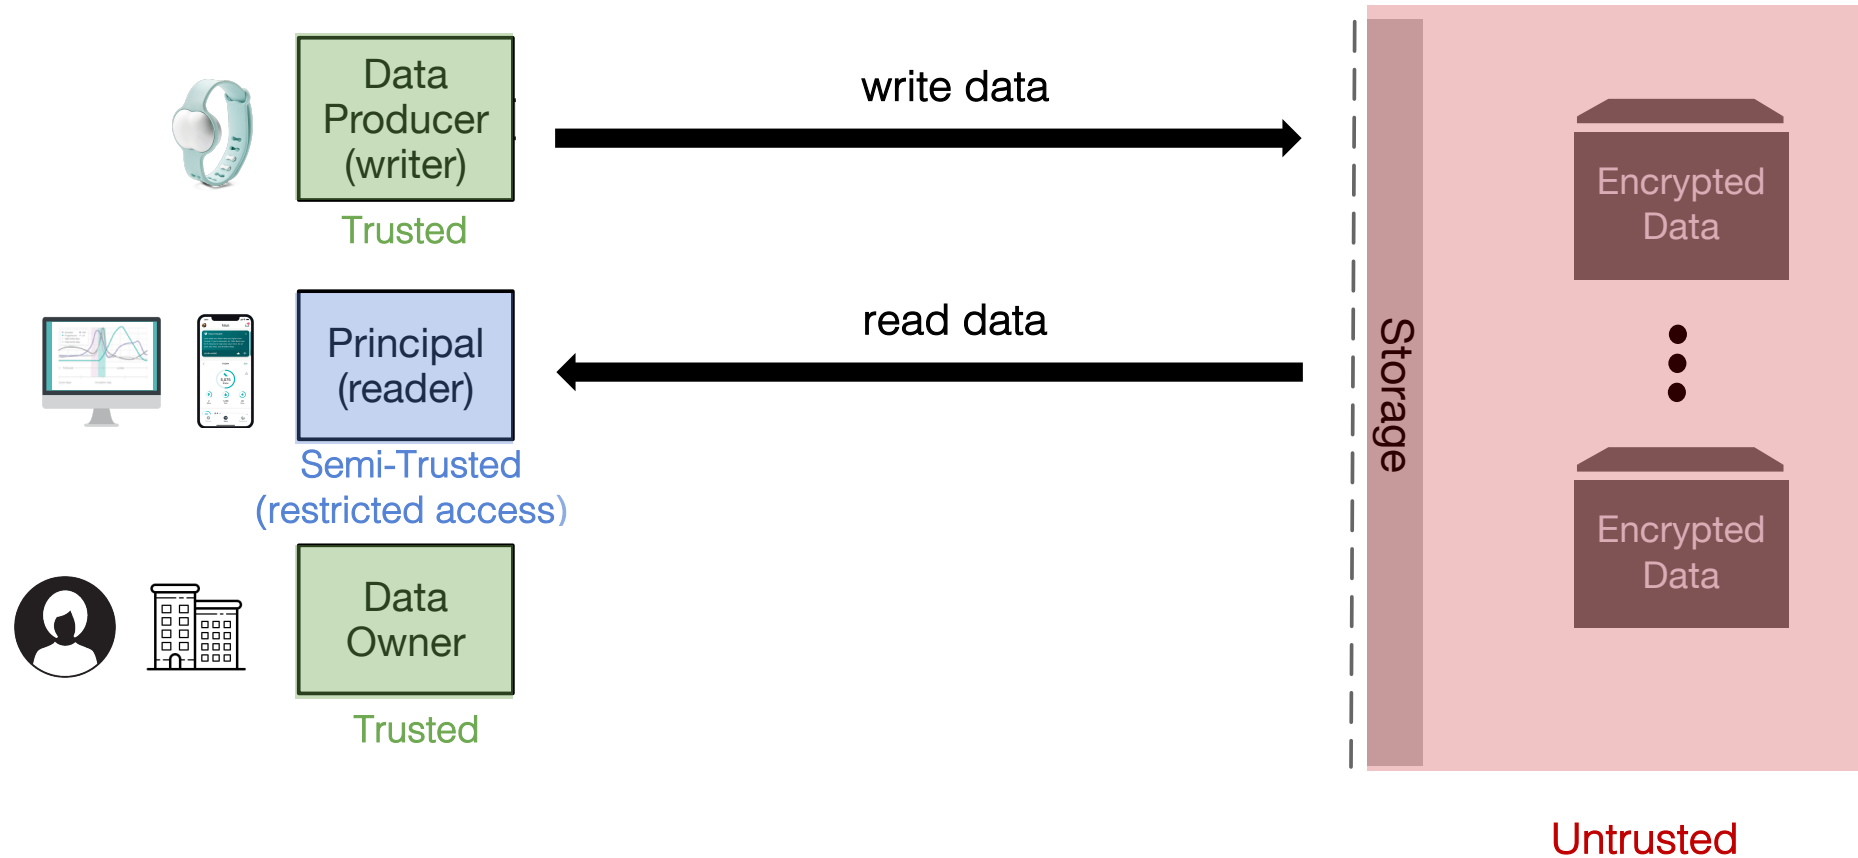 Data
Producer
(writer)
Trusted
write data
Principal
(reader)
Semi-Trusted
(restricted access)
read data
Data
Owner
Trusted
Storage
Encrypted
Data
Encrypted
Data
Untrusted